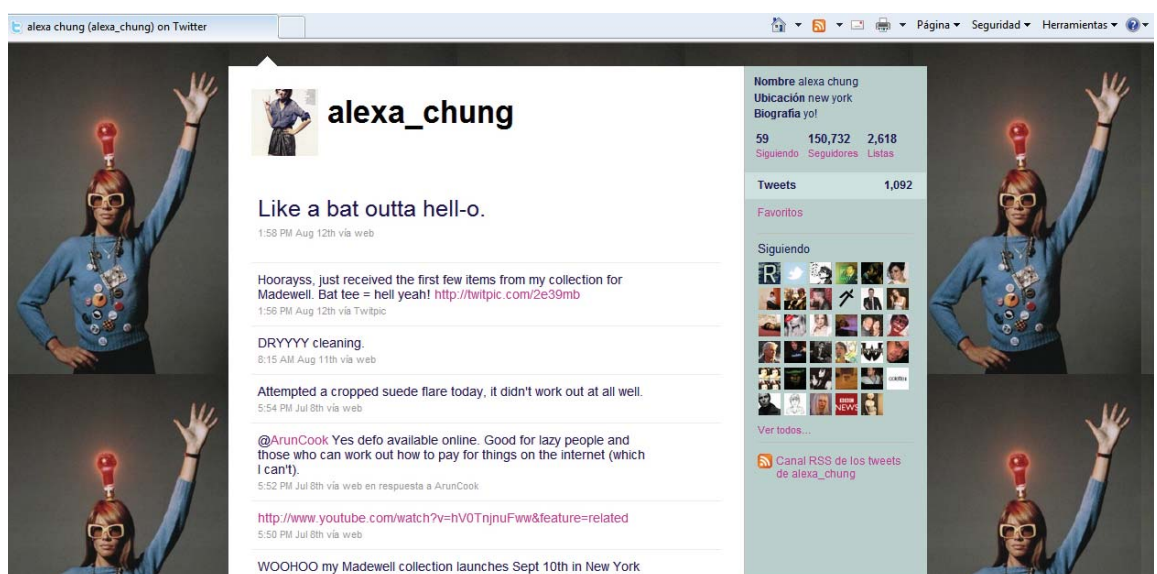 alexa chung (alexa_chung) on Twitter
Página
Seguridad
Herramientas
alexa_chung
Like a bat outta hell-o.
1:58 PM Aug 12th vía web
Hoorayss, just received the first few items from my collection for
Madewell. Bat tee = hell yeah! http://twitpic.com/2e39mb
1:56 PM Aug 12th vía Twitpic
DRYYYY cleaning.
8:15 AM Aug 11th vía web
Attempted a cropped suede flare today, it didn't work out at all well.
5:54 PM Jul 8th vía web
@ArunCook Yes defo available online. Good for lazy people and
those who can work out how to pay for things on the internet (which
I can't).
5:52 PM Jul 8th vía web en respuesta a ArunCook
http://www.youtube.com/watch?v=hV0TnjnuFww&feature=related
5:50 PM Jul 8th vía web
WOOHOO my Madewell collection launches Sept 10th in New York
Nombre alexa chung
Ubicación new york
Biografía yo!
59 150,732 2,618
Siguiendo Seguidores Listas
Tweets 1,092
Favoritos
Siguiendo
R
NEWS
Ver todos...
Canal RSS de los tweets
de alexa_chung